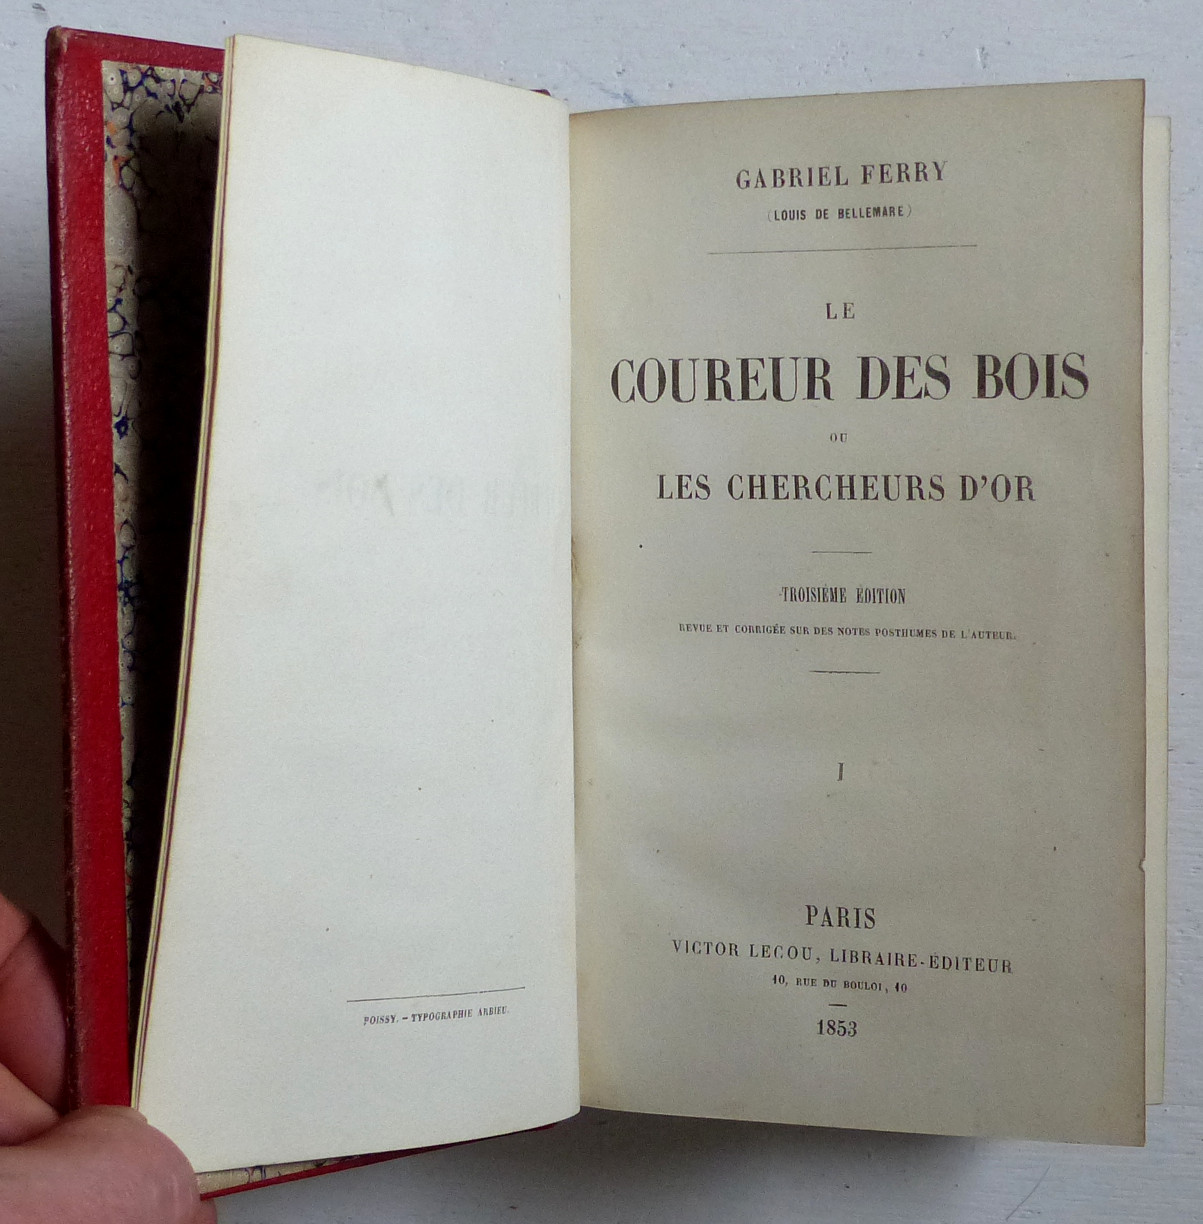 POISSY. — TYPOGRAPHIE ARBIEU.
GABRIEL FERRY
(LOUIS DE BELLEMARE)
LE
COUREUR DES BOIS
OU
LES CHERCHEURS D'OR
TROISIÈME ÉDITION
REVUE ET CORRIGÉE SUR DES NOTES POSTHUMES DE L'AUTEUR.
I
PARIS
VICTOR LECOU, LIBRAIRE-ÉDITEUR
10, RUE DU BOULOI, 10
1853